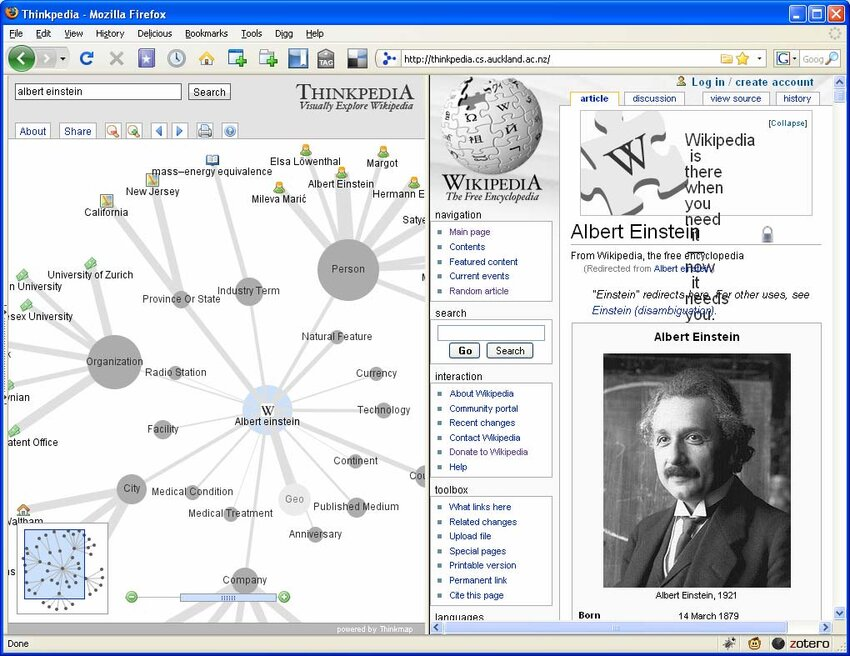 Thinkpedia - Mozilla Firefox
File Edit View History Delicious Bookmarks Tools Digg Help
TAG
http://thinkpedia.cs.auckland.ac.nz/
Goog
albert einstein
Search
THINKPEDIA
Visually Explore Wikipedia
About Share
mass–energy equivalence
Elsa Löwenthal
Margot
New Jersey
Albert Einstein
Mileva Marić
Hermann E
California
Satye
University of Zurich
n University
Person
Industry Term
Province Or State
sex University
Natural Feature
Organization
Radio Station
Currency
ynian
W
Albert einstein
Technology
Facility
atent Office
Continent
Cou
City
Medical Condition
Geo
Published Medium
Medical Treatment
Anniversary
Waltham
Company
powered by Thinkmap
WIKIPEDIA
The Free Encyclopedia
navigation
Main page
Contents
Featured content
Current events
Random article
search
Go Search
interaction
About Wikipedia
Community portal
Recent changes
Contact Wikipedia
Donate to Wikipedia
Help
toolbox
What links here
Related changes
Upload file
Special pages
Printable version
Permanent link
Cite this page
languages
Log in / create account
article discussion view source history
[Collapse]
W
Wikipedia
is
there
when
you
need
it
—
now
it
needs
you.
Albert Einstein
From Wikipedia, the free encyclopedia
(Redirected from Albert einstein)
"Einstein" redirects here. For other uses, see
Einstein (disambiguation).
Albert Einstein
Albert Einstein, 1921
Born 14 March 1879
Done
zotero